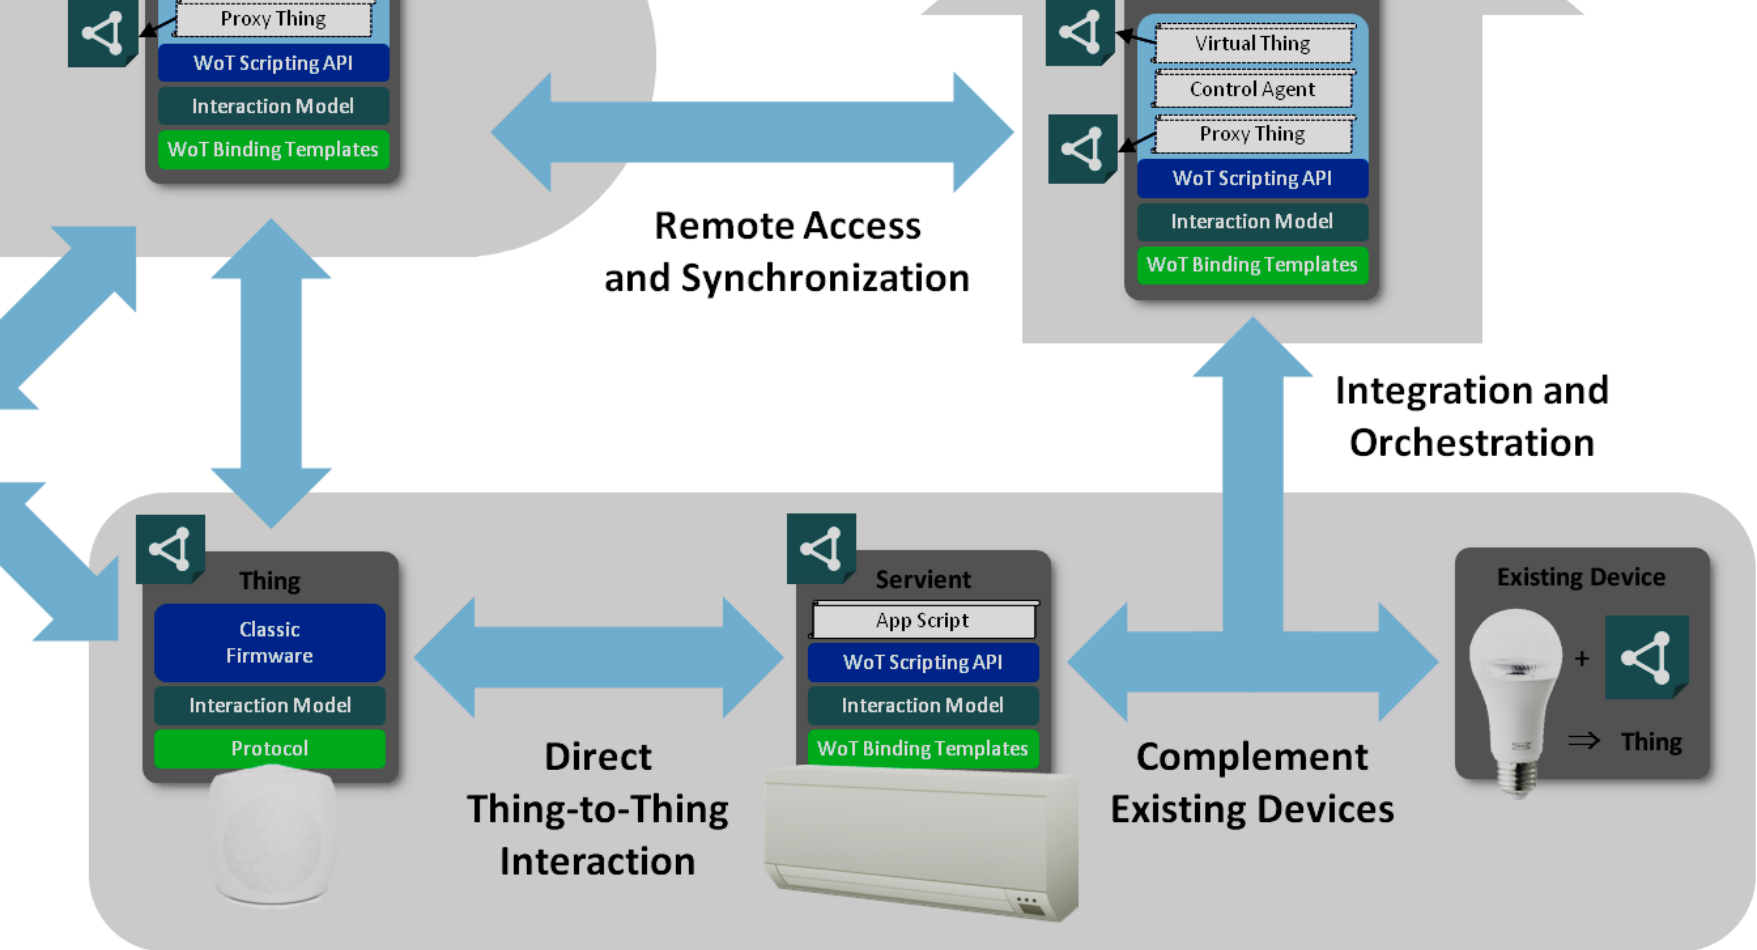 Proxy Thing
WoT Scripting API
Interaction Model
WoT Binding Templates
Virtual Thing
Control Agent
Proxy Thing
WoT Scripting API
Interaction Model
WoT Binding Templates
Remote Access
and Synchronization
Integration and
Orchestration
Thing
Classic
Firmware
Interaction Model
Protocol
Direct
Thing-to-Thing
Interaction
Servient
App Script
WoT Scripting API
Interaction Model
WoT Binding Templates
Complement
Existing Devices
Existing Device
+
⇒ Thing